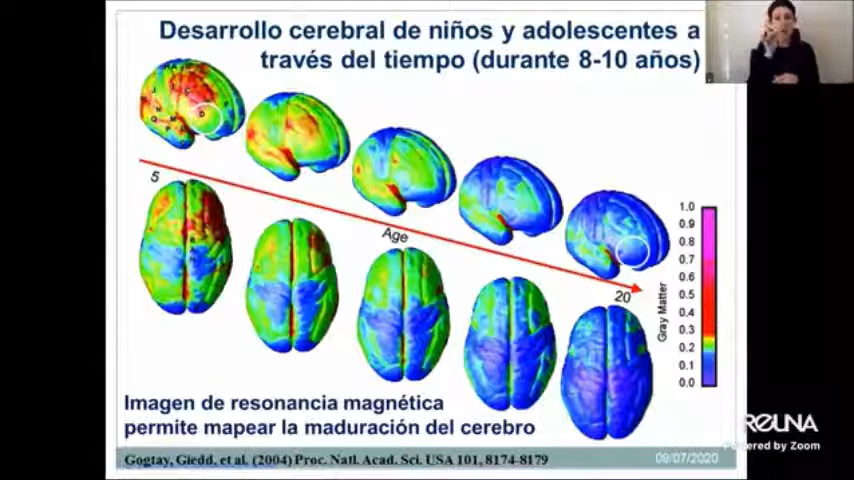 Desarrollo cerebral de niños y adolescentes a
través del tiempo (durante 8-10 años)
5
Age
20
1.0
0.9
0.8
0.7
0.6
0.5
0.4
0.3
0.2
0.1
0.0
Gray Matter
Imagen de resonancia magnética
permite mapear la maduración del cerebro
Gogtay, Giedd, et al. (2004) Proc. Natl. Acad. Sci. USA 101, 8174-8179
09/07/2020
REUNA
Powered by Zoom